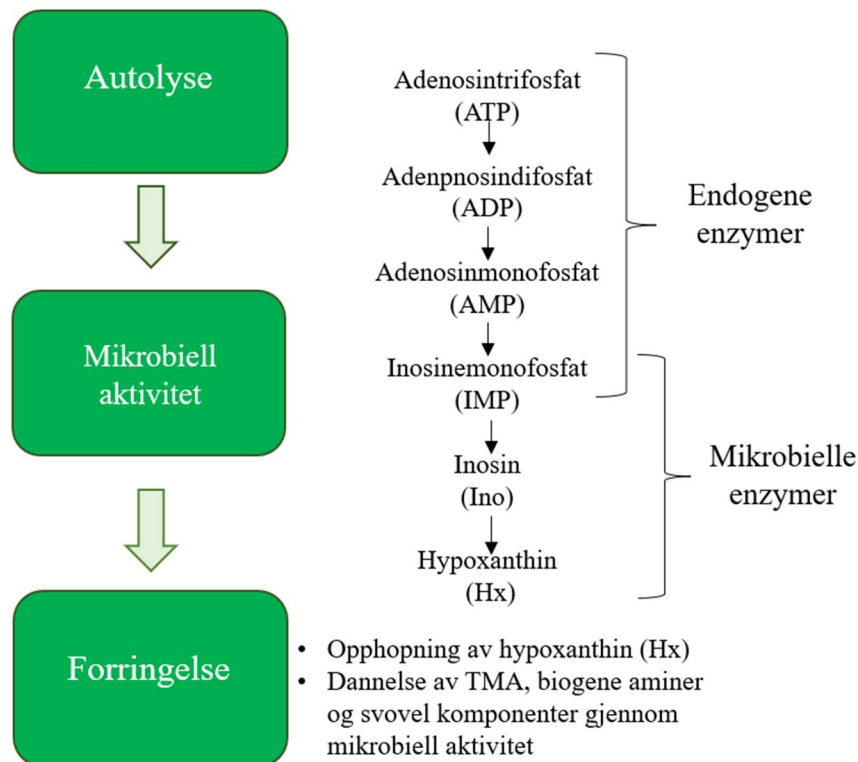 Autolyse
Mikrobiell
aktivitet
Forringelse
Adenosintrifosfat
(ATP)
Adenpnosindifosfat
(ADP)
Adenosinmonofosfat
(AMP)
Inosinemonofosfat
(IMP)
Inosin
(Ino)
Hypoxanthin
(Hx)
Endogene
enzymer
Mikrobielle
enzymer
• Opphopning av hypoxanthin (Hx)
• Dannelse av TMA, biogene aminer
og svovel komponenter gjennom
mikrobiell aktivitet